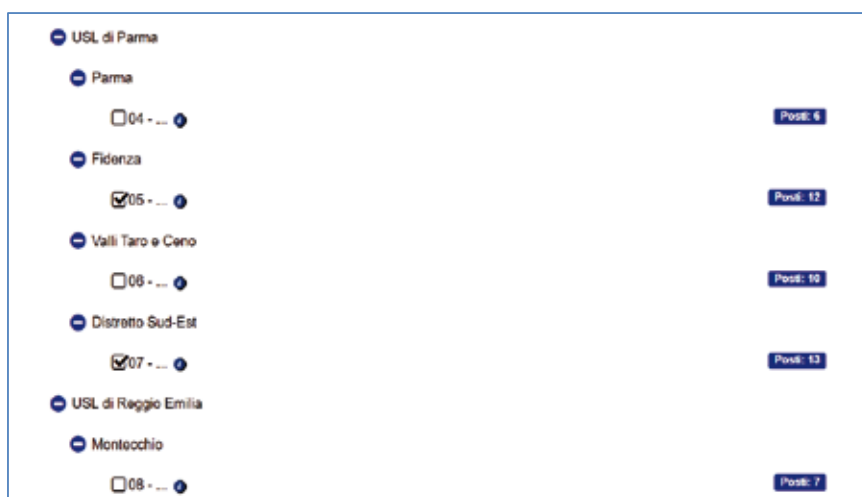 USL di Parma
Parma
04 - ... Posti: 6
Fidenza
05 - ... Posti: 12
Valli Taro e Ceno
06 - ... Posti: 10
Distretto Sud-Est
07 - ... Posti: 13
USL di Reggio Emilia
Montecchio
08 - ... Posti: 7